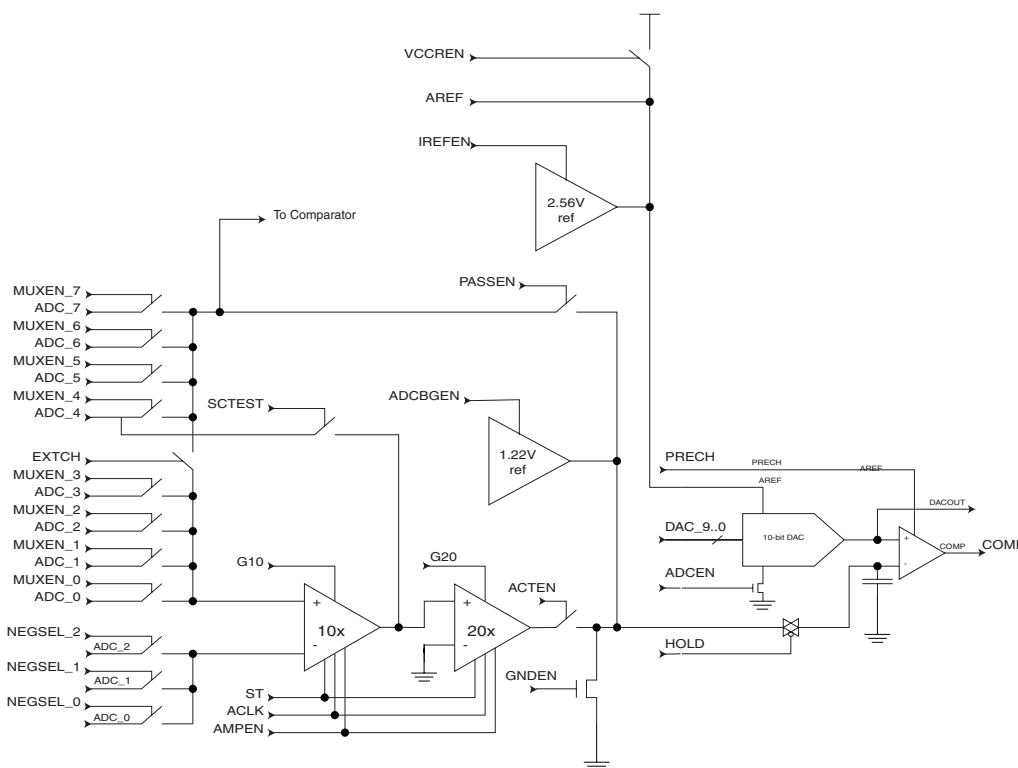 VCCREN
AREF
IREFEN
2.56V
ref
To Comparator
PASSEN
MUXEN_7
ADC_7
MUXEN_6
ADC_6
MUXEN_5
ADC_5
MUXEN_4
ADC_4
SCTEST
ADCBGEN
1.22V
ref
EXTCH
MUXEN_3
ADC_3
MUXEN_2
ADC_2
MUXEN_1
ADC_1
MUXEN_0
ADC_0
PRECH
PRECH
AREF
AREF
DACOUT
DAC_9..0
10-bit DAC
+
-
COMP
COMP
ADCEN
G10
+
10x
-
G20
+
20x
-
ACTEN
HOLD
NEGSEL_2
ADC_2
NEGSEL_1
ADC_1
NEGSEL_0
ADC_0
ST
ACLK
AMPEN
GNDEN